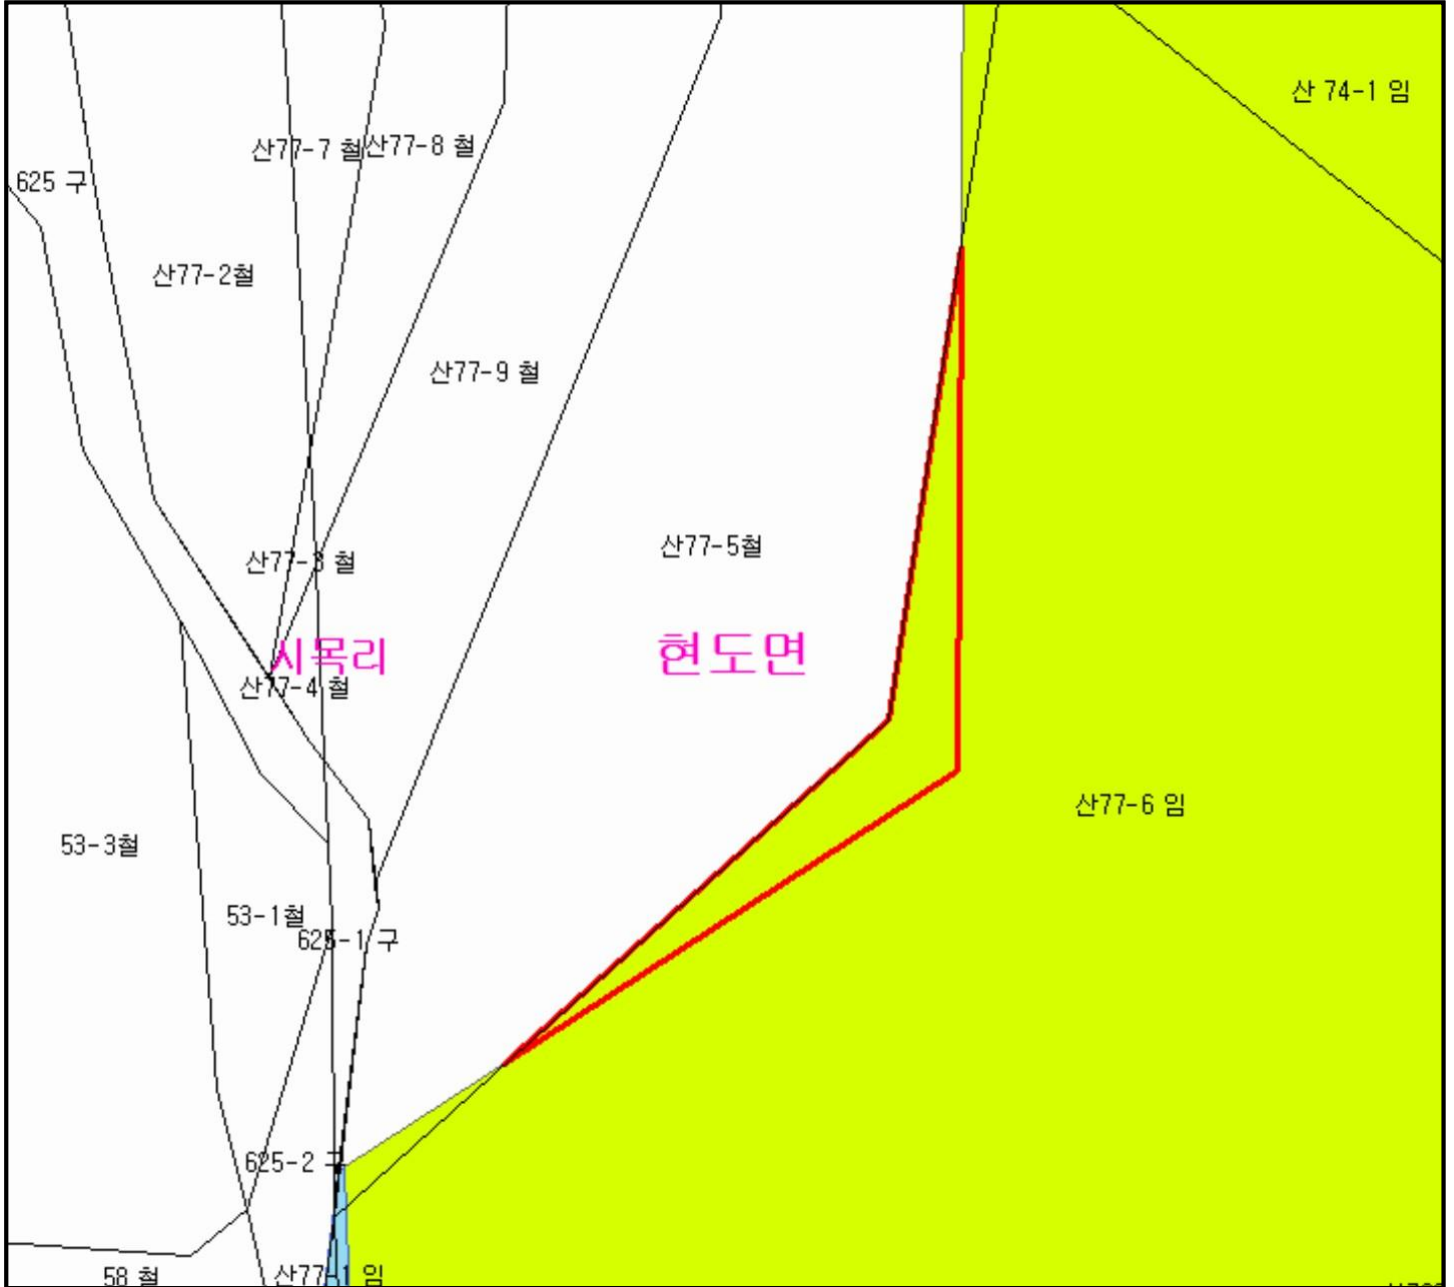 산 74-1 임
산77-7 철
산77-8 철
625 구
산77-2철
산77-9 철
산77-5철
산77-3 철
시목리
현도면
산77-4 철
산77-6 임
53-3철
53-1철
625-1 구
625-2 구
58 철
산77-1 임